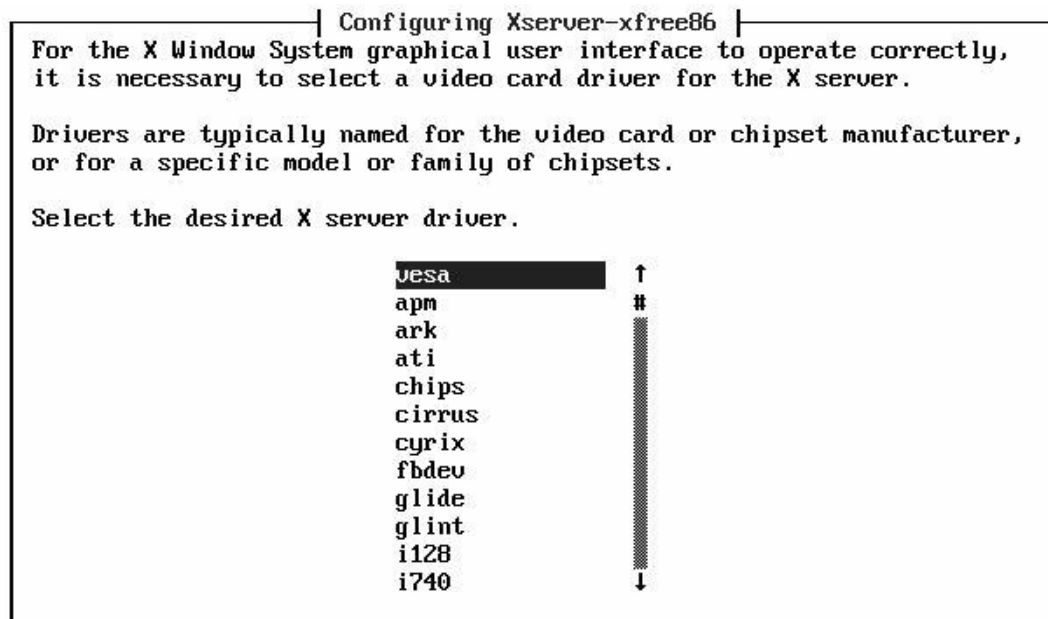 Configuring Xserver-xfree86
For the X Window System graphical user interface to operate correctly,
it is necessary to select a video card driver for the X server.
Drivers are typically named for the video card or chipset manufacturer,
or for a specific model or family of chipsets.
Select the desired X server driver.
vesa ↑
apm #
ark
ati
chips
cirrus
cyrix
fbdev
glide
glint
i128
i740 ↓